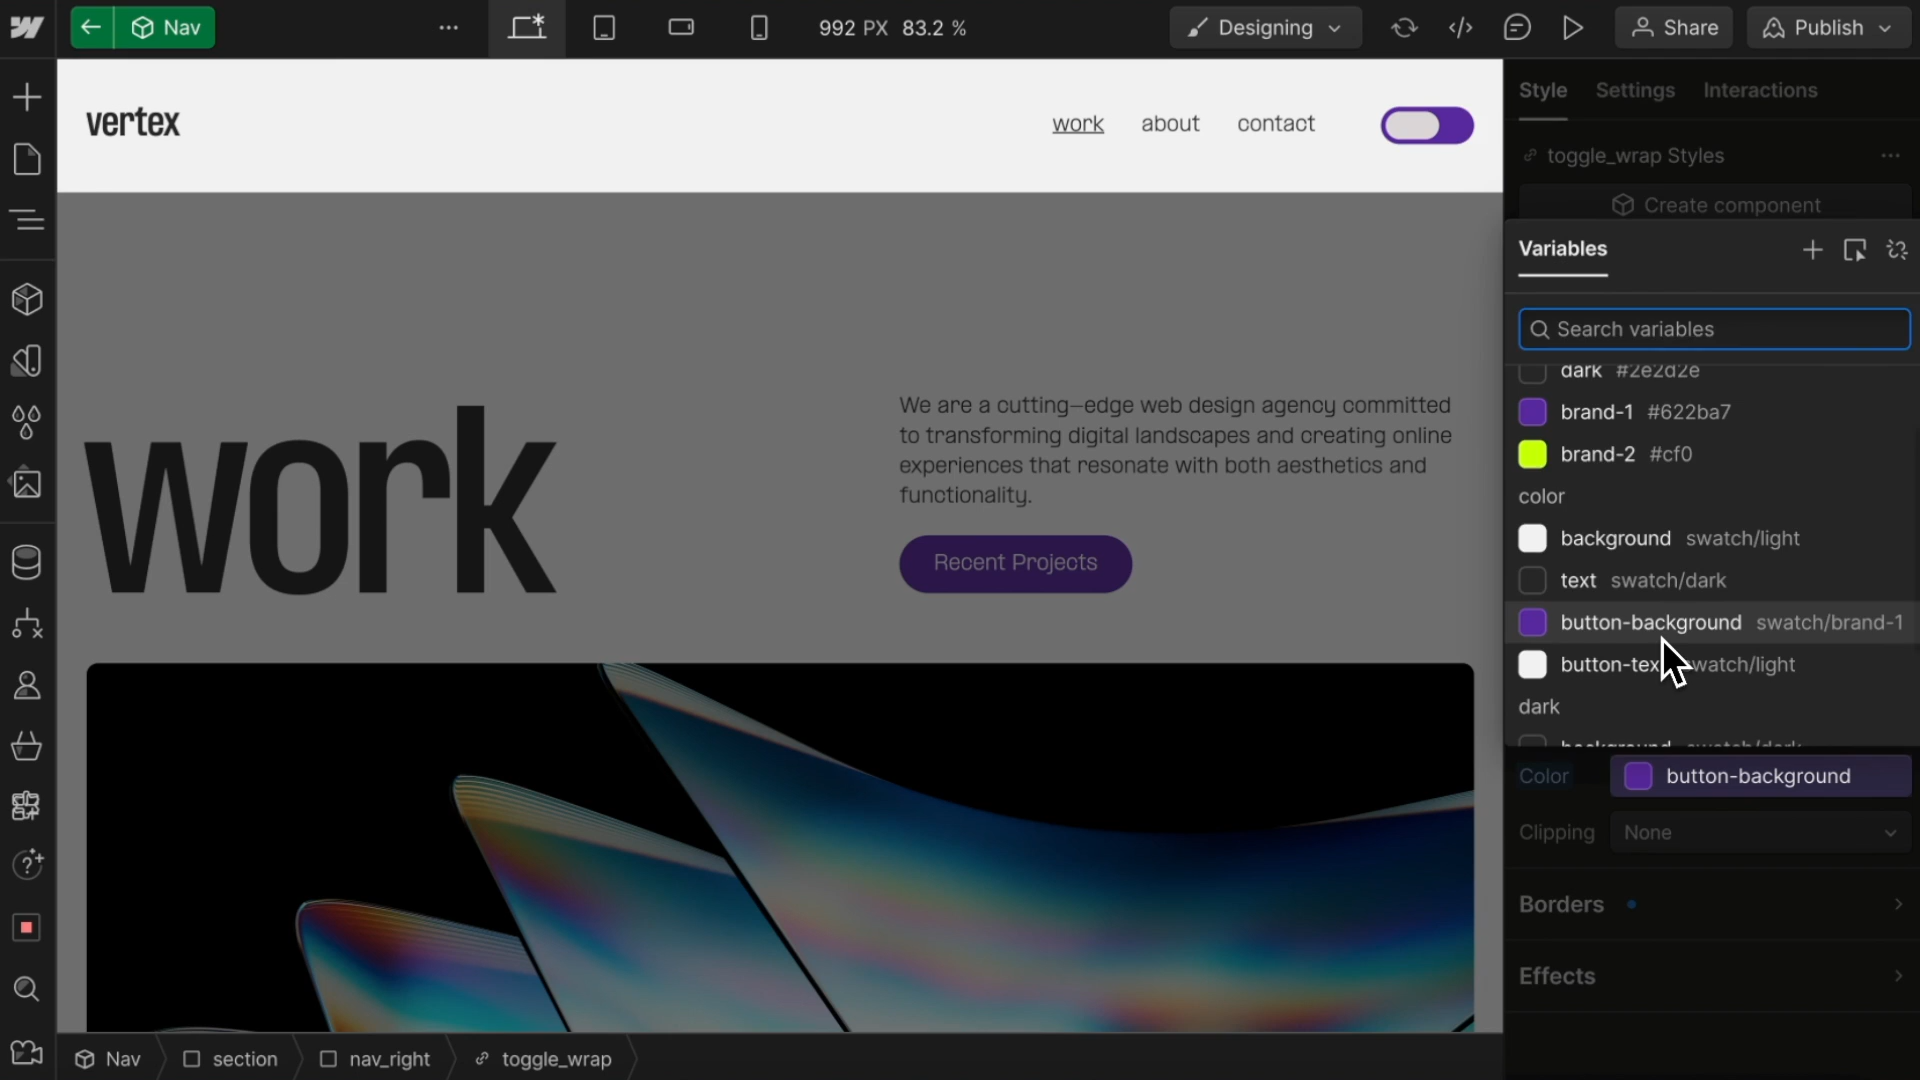 Nav
992 PX 83.2 %
Designing
Share
Publish
vertex
work
about
contact
work
We are a cutting-edge web design agency committed
to transforming digital landscapes and creating online
experiences that resonate with both aesthetics and
functionality.
Recent Projects
Style
Settings
Interactions
toggle_wrap Styles
Create component
Variables
Search variables
dark #2e2d2e
brand-1 #622ba7
brand-2 #cf0
color
background swatch/light
text swatch/dark
button-background swatch/brand-1
button-tex watch/light
dark
background swatch/dark
Color
button-background
Clipping
None
Borders
Effects
Nav
section
nav_right
toggle_wrap